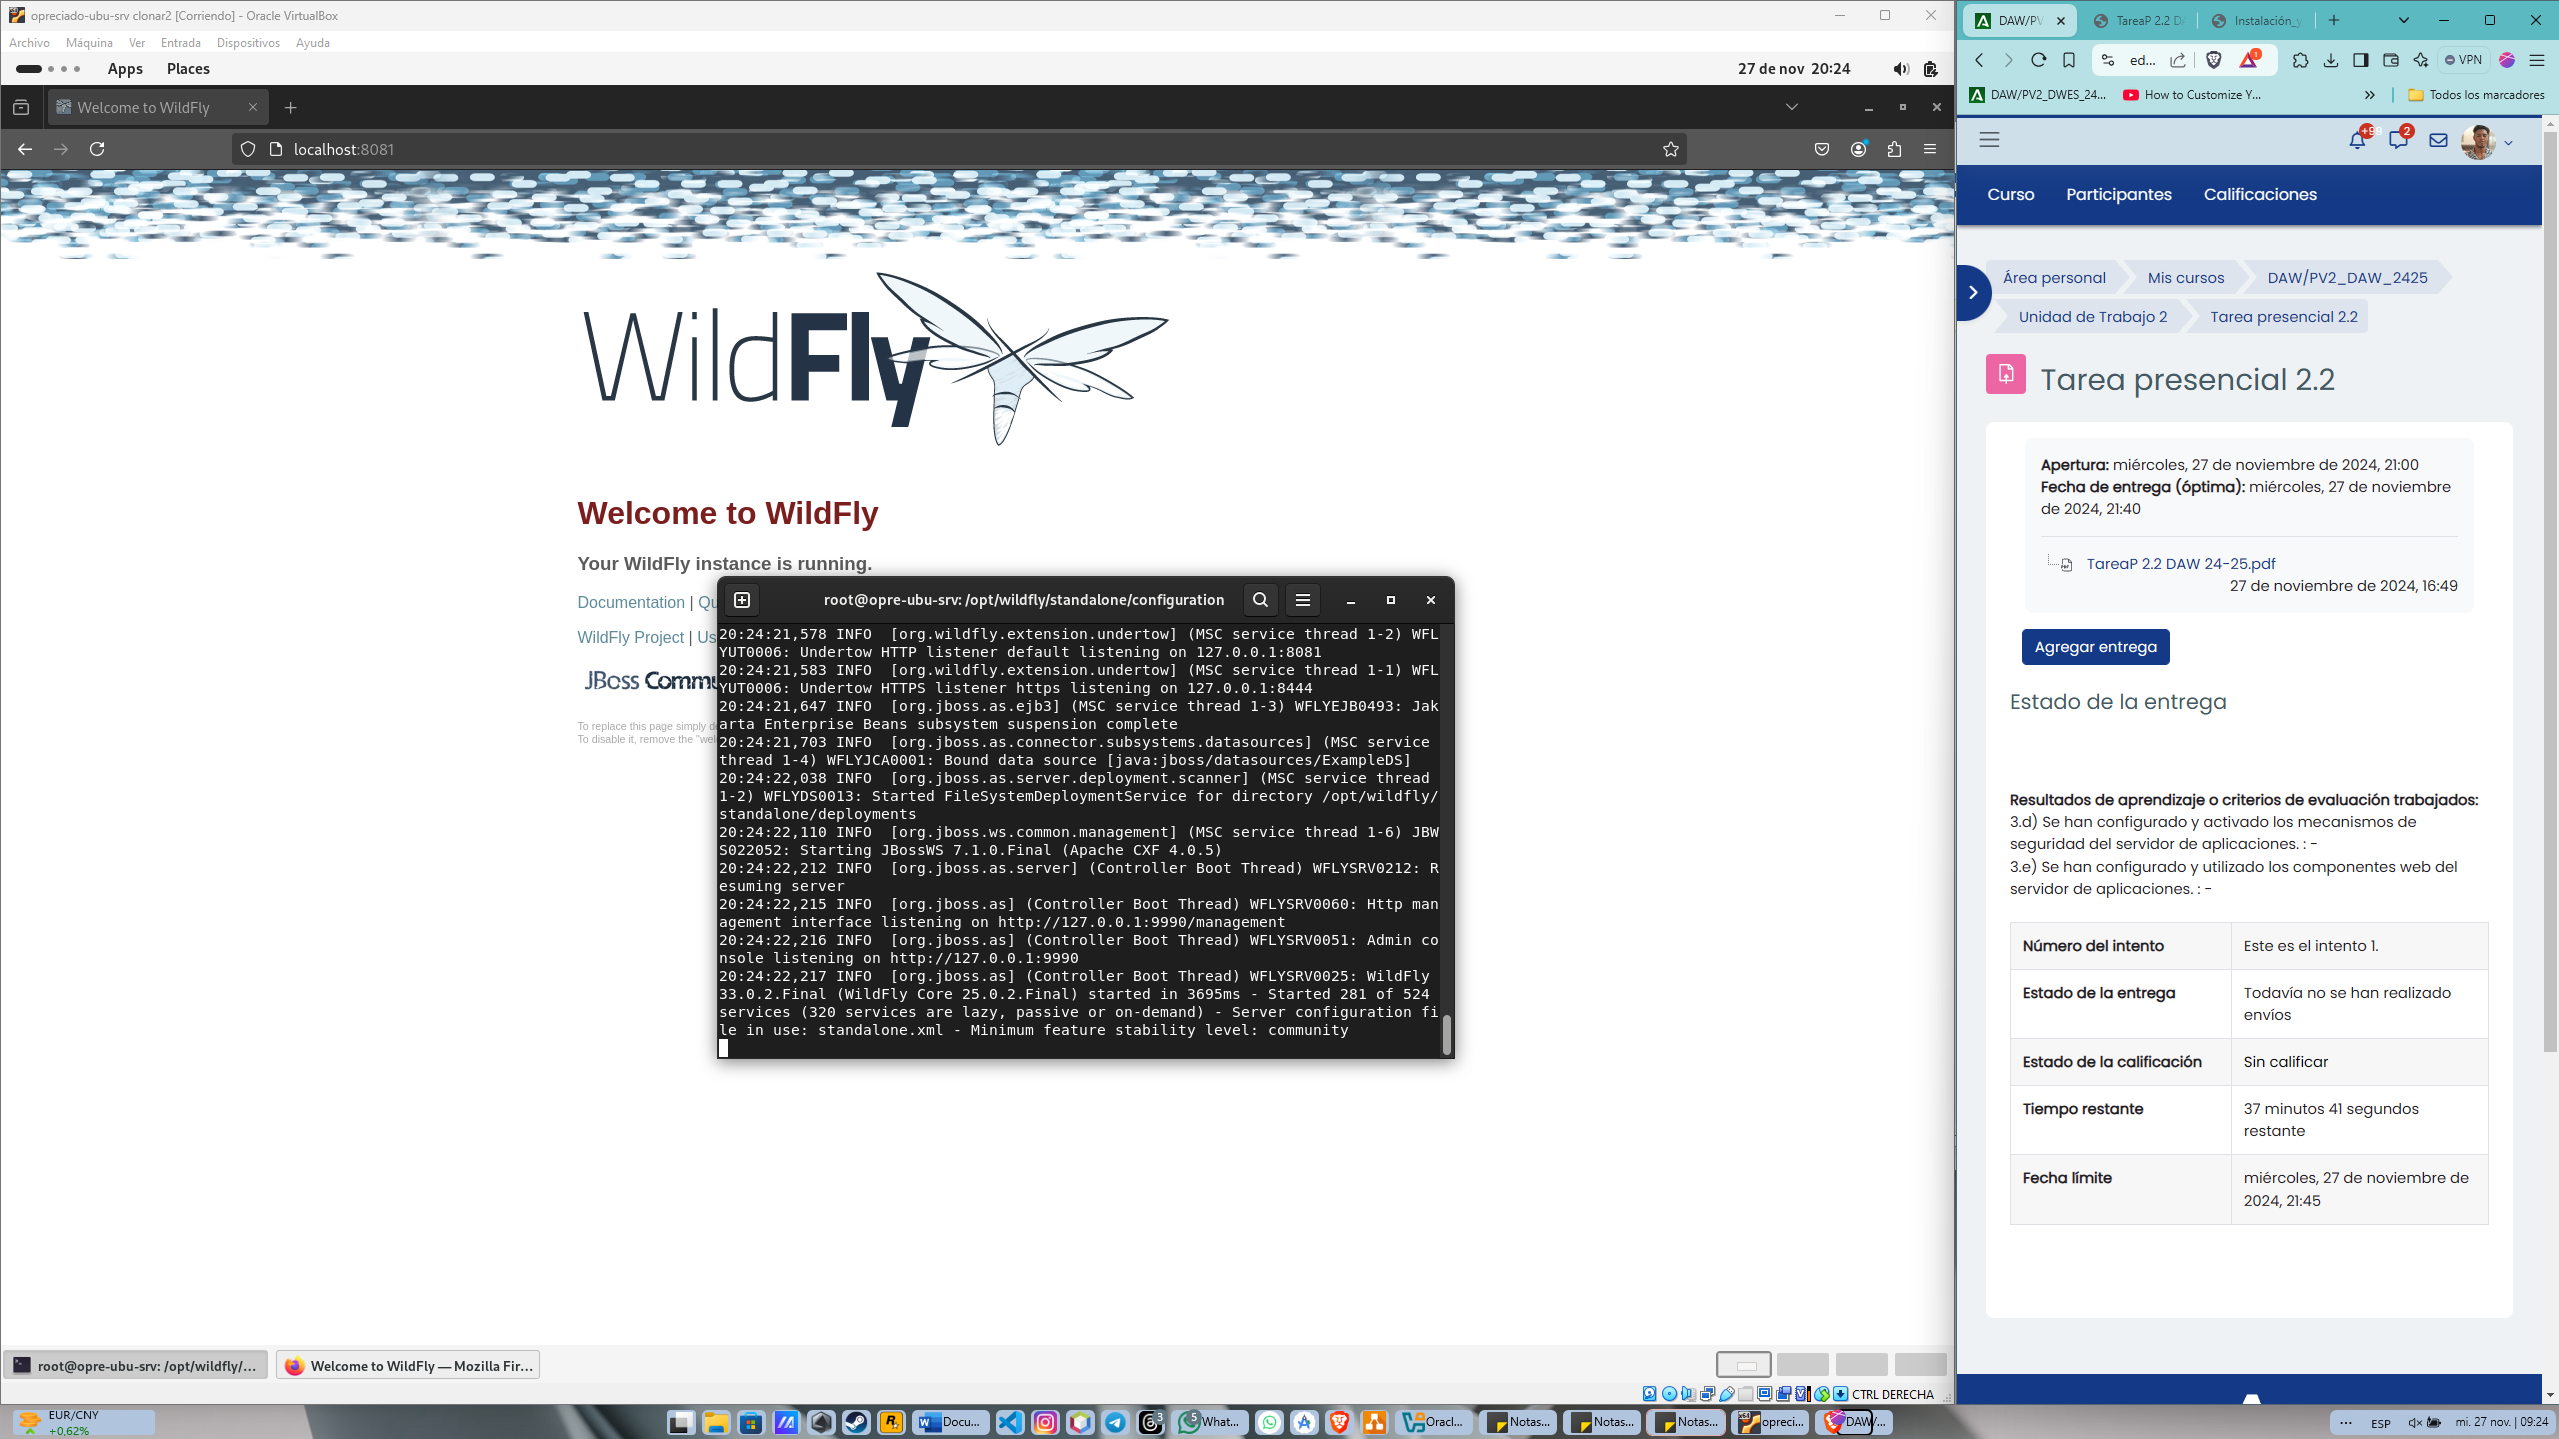 opreciado-ubu-srv clonar2 [Corriendo] - Oracle VirtualBox
Archivo Máquina Ver Entrada Dispositivos Ayuda
Apps Places
27 de nov 20:24
Welcome to WildFly
localhost:8081
WildFly
Welcome to WildFly
Your WildFly instance is running.
Documentation | Qu
WildFly Project | Us
JBoss Commu
To replace this page simply d
To disable it, remove the "wel
root@opre-ubu-srv: /opt/wildfly/standalone/configuration
20:24:21,578 INFO  [org.wildfly.extension.undertow] (MSC service thread 1-2) WFL
YUT0006: Undertow HTTP listener default listening on 127.0.0.1:8081
20:24:21,583 INFO  [org.wildfly.extension.undertow] (MSC service thread 1-1) WFL
YUT0006: Undertow HTTPS listener https listening on 127.0.0.1:8444
20:24:21,647 INFO  [org.jboss.as.ejb3] (MSC service thread 1-3) WFLYEJB0493: Jak
arta Enterprise Beans subsystem suspension complete
20:24:21,703 INFO  [org.jboss.as.connector.subsystems.datasources] (MSC service
thread 1-4) WFLYJCA0001: Bound data source [java:jboss/datasources/ExampleDS]
20:24:22,038 INFO  [org.jboss.as.server.deployment.scanner] (MSC service thread
1-2) WFLYDS0013: Started FileSystemDeploymentService for directory /opt/wildfly/
standalone/deployments
20:24:22,110 INFO  [org.jboss.ws.common.management] (MSC service thread 1-6) JBW
S022052: Starting JBossWS 7.1.0.Final (Apache CXF 4.0.5)
20:24:22,212 INFO  [org.jboss.as.server] (Controller Boot Thread) WFLYSRV0212: R
esuming server
20:24:22,215 INFO  [org.jboss.as] (Controller Boot Thread) WFLYSRV0060: Http man
agement interface listening on http://127.0.0.1:9990/management
20:24:22,216 INFO  [org.jboss.as] (Controller Boot Thread) WFLYSRV0051: Admin co
nsole listening on http://127.0.0.1:9990
20:24:22,217 INFO  [org.jboss.as] (Controller Boot Thread) WFLYSRV0025: WildFly
33.0.2.Final (WildFly Core 25.0.2.Final) started in 3695ms - Started 281 of 524
services (320 services are lazy, passive or on-demand) - Server configuration fi
le in use: standalone.xml - Minimum feature stability level: community
root@opre-ubu-srv: /opt/wildfly/...
Welcome to WildFly — Mozilla Fir...
CTRL DERECHA
DAW/PV
TareaP 2.2 D
Instalación_y
ed...
1
VPN
DAW/PV2_DWES_24...
How to Customize Y...
Todos los marcadores
+99
2
Curso Participantes Calificaciones
Área personal Mis cursos DAW/PV2_DAW_2425
Unidad de Trabajo 2 Tarea presencial 2.2
Tarea presencial 2.2
Apertura: miércoles, 27 de noviembre de 2024, 21:00
Fecha de entrega (óptima): miércoles, 27 de noviembre
de 2024, 21:40
TareaP 2.2 DAW 24-25.pdf
27 de noviembre de 2024, 16:49
Agregar entrega
Estado de la entrega
Resultados de aprendizaje o criterios de evaluación trabajados:
3.d) Se han configurado y activado los mecanismos de
seguridad del servidor de aplicaciones. : -
3.e) Se han configurado y utilizado los componentes web del
servidor de aplicaciones. : -
Número del intento Este es el intento 1.
Estado de la entrega Todavía no se han realizado
envíos
Estado de la calificación Sin calificar
Tiempo restante 37 minutos 41 segundos
restante
Fecha límite miércoles, 27 de noviembre de
2024, 21:45
EUR/CNY
+0,62%
Docu...
3
5
What...
Oracl...
Notas...
Notas...
Notas...
opreci...
DAW/...
ESP
mi. 27 nov. | 09:24